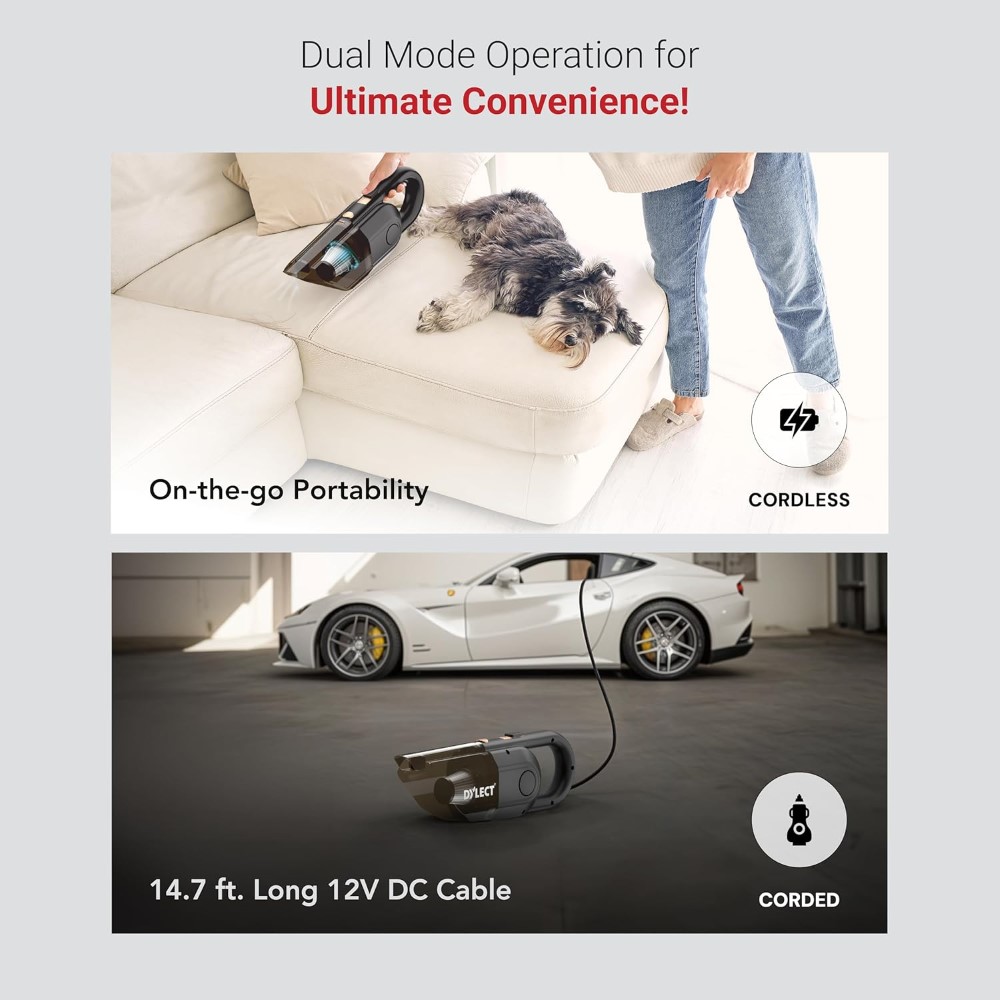 Dual Mode Operation for
Ultimate Convenience!
On-the-go Portability
CORDLESS
DYLECT
14.7 ft. Long 12V DC Cable
CORDED